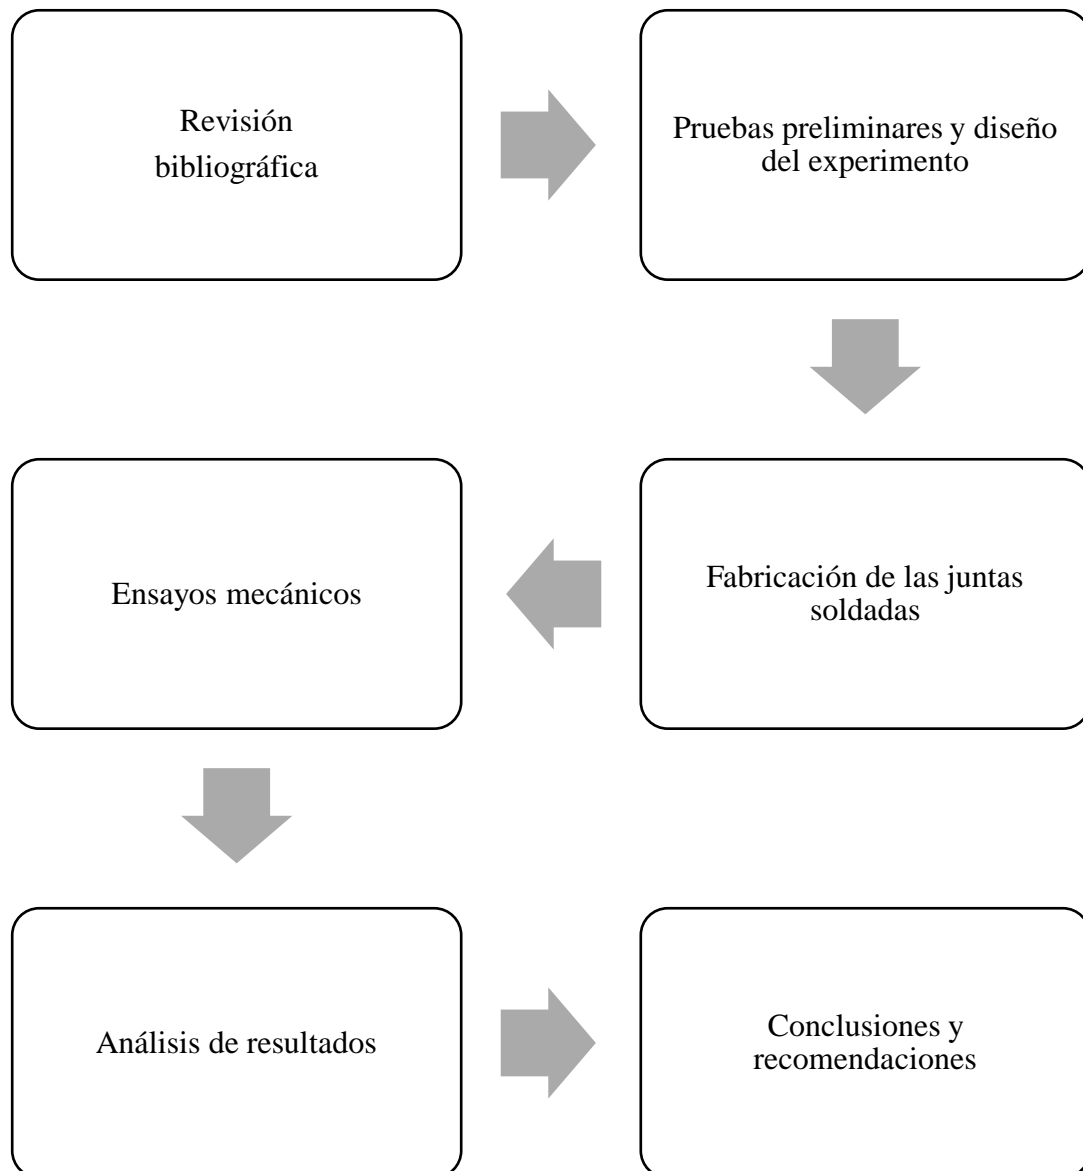 Revisión
bibliográfica
Pruebas preliminares y diseño
del experimento
Fabricación de las juntas
soldadas
Ensayos mecánicos
Análisis de resultados
Conclusiones y
recomendaciones